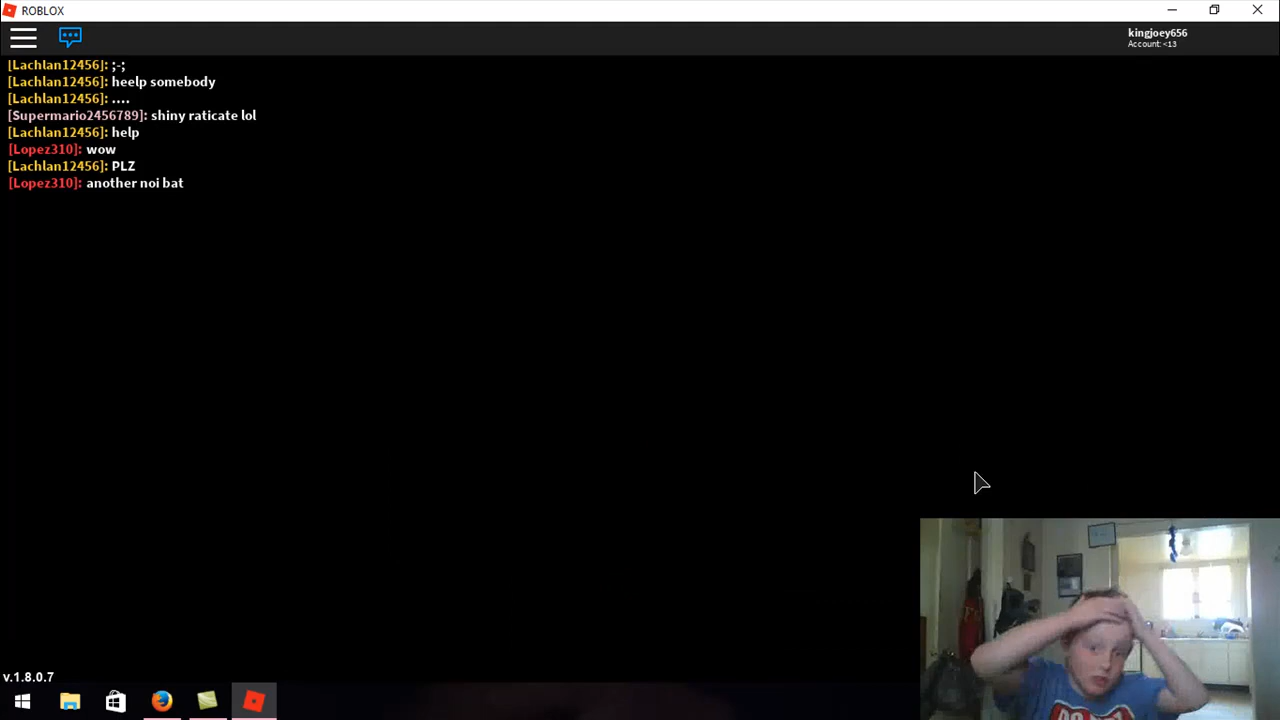 ROBLOX
kingjoey656
Account: <13
[Lachlan12456]: ;-;
[Lachlan12456]: heelp somebody
[Lachlan12456]: ....
[Supermario2456789]: shiny raticate lol
[Lachlan12456]: help
[Lopez310]: wow
[Lachlan12456]: PLZ
[Lopez310]: another noi bat
v.1.8.0.7